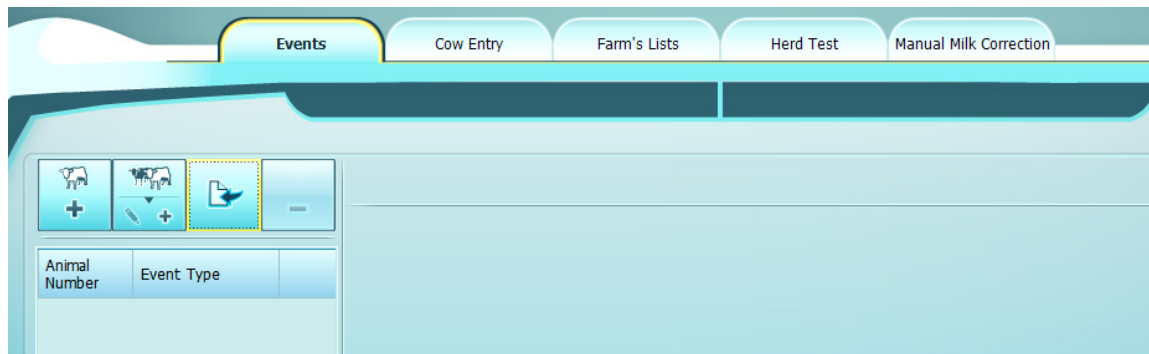 Events Cow Entry Farm's Lists Herd Test Manual Milk Correction
Animal
Number
Event Type